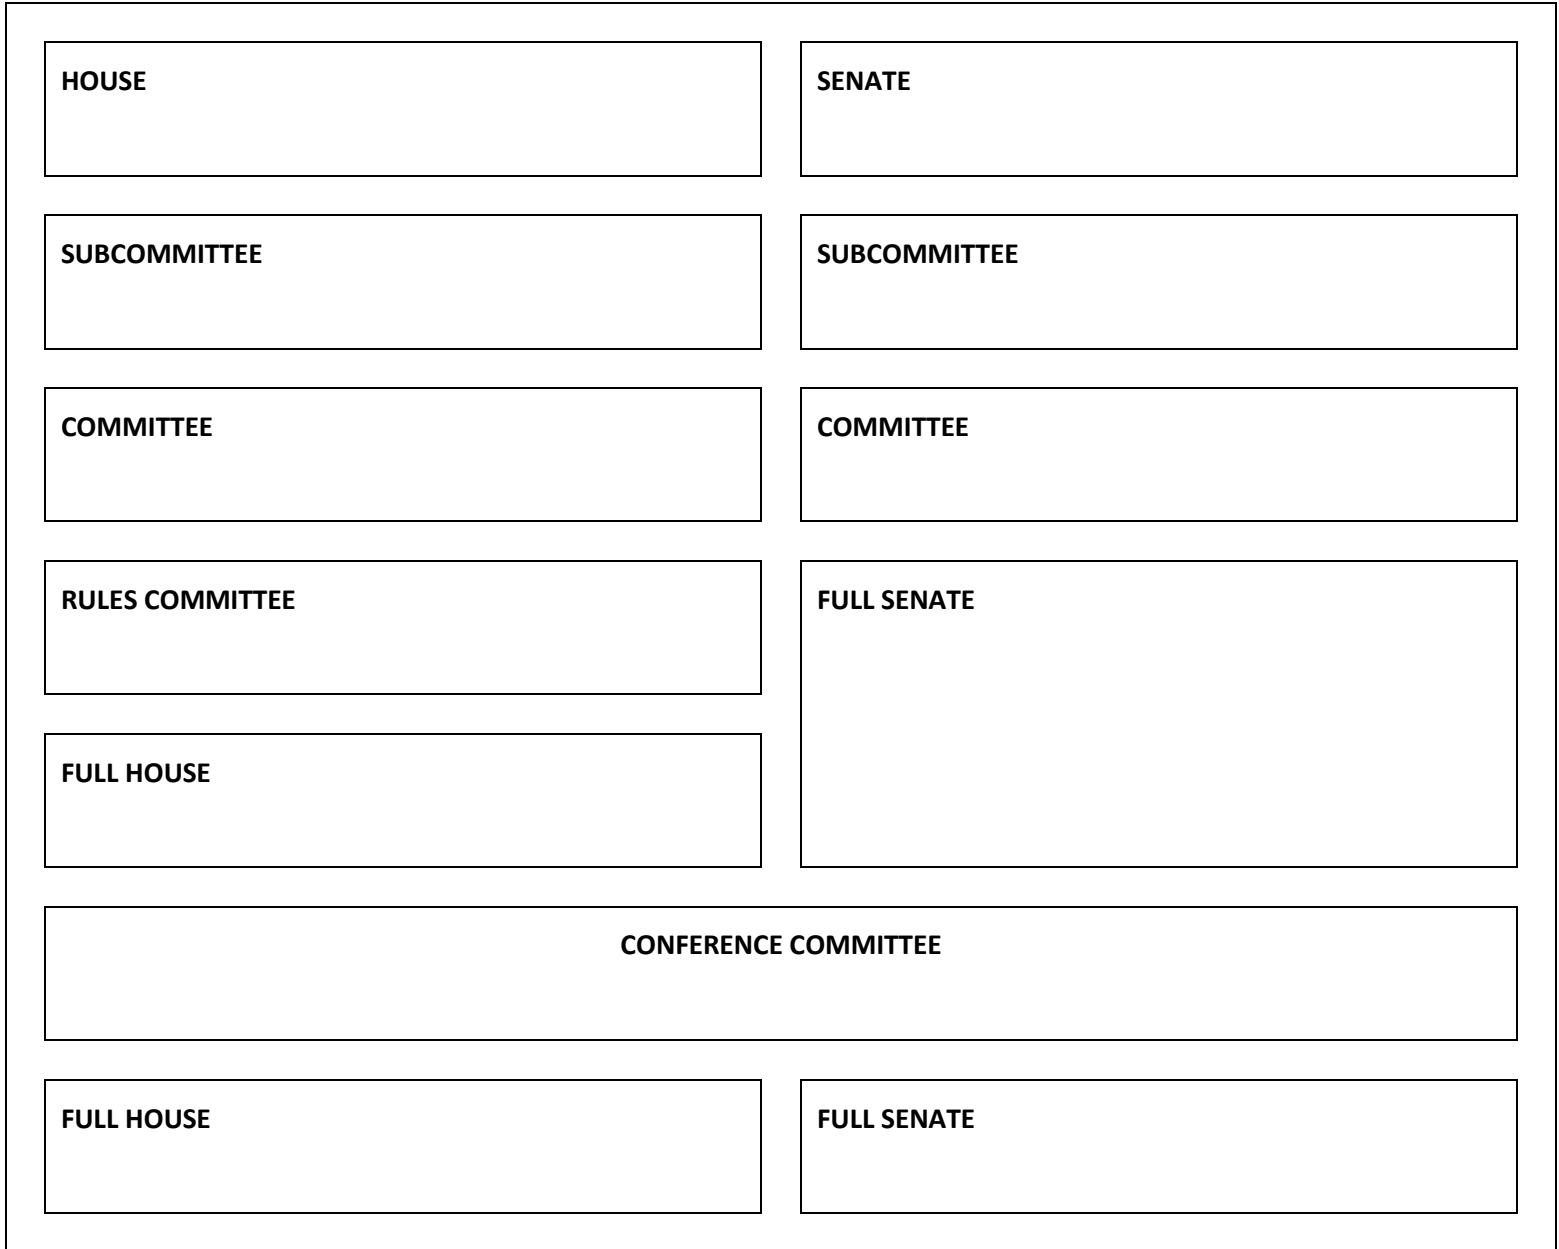 HOUSE
SENATE
SUBCOMMITTEE
SUBCOMMITTEE
COMMITTEE
COMMITTEE
RULES COMMITTEE
FULL SENATE
FULL HOUSE
CONFERENCE COMMITTEE
FULL HOUSE
FULL SENATE